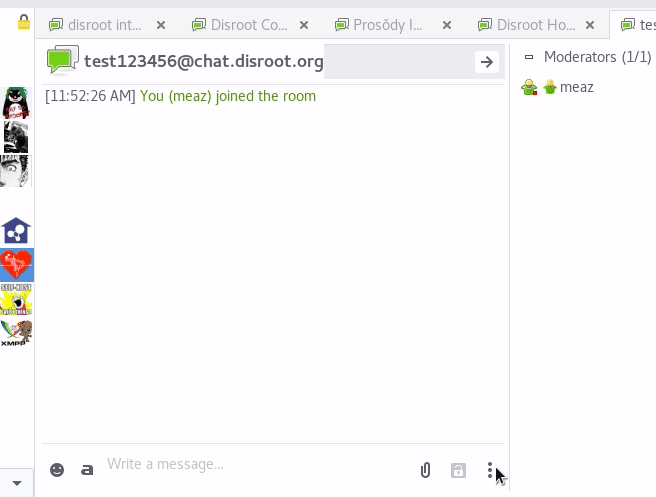 disroot int...
Disroot Co...
Prosŏdy I...
Disroot Ho...
tes
test123456@chat.disroot.org
Moderators (1/1)
meaz
[11:52:26 AM] You (meaz) joined the room
SELF-HOST
XMPP
a
Write a message...